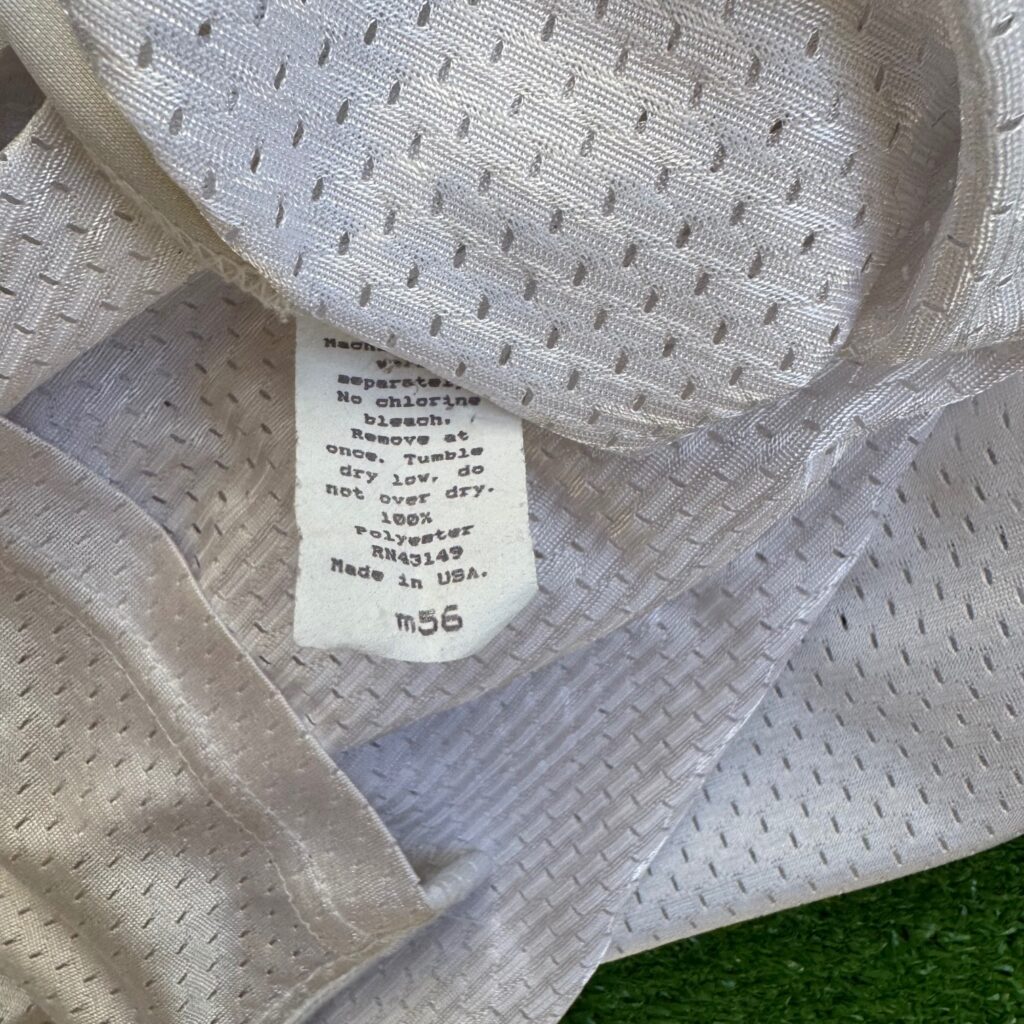 separately.
No chlorine
bleach.
Remove at
once. Tumble
dry low, do
not over dry.
100%
Polyester
RN43149
Made in USA.
m56